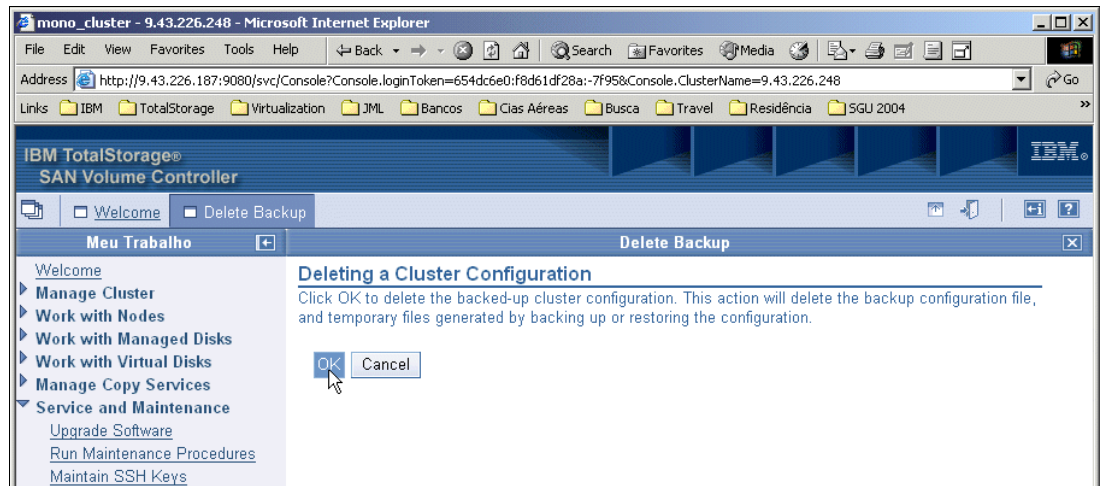 mono_cluster - 9.43.226.248 - Microsoft Internet Explorer
File Edit View Favorites Tools Help Back Search Favorites Media
Address http://9.43.226.187:9080/svc/Console?Console.loginToken=654dc6e0:f8d61df28a:-7f95&Console.ClusterName=9.43.226.248 Go
Links IBM TotalStorage Virtualization JML Bancos Cias Aéreas Busca Travel Residência SGU 2004 »
IBM TotalStorage®
SAN Volume Controller
IBM®
Welcome Delete Backup
Meu Trabalho
Delete Backup
Welcome
Manage Cluster
Work with Nodes
Work with Managed Disks
Work with Virtual Disks
Manage Copy Services
Service and Maintenance
Upgrade Software
Run Maintenance Procedures
Maintain SSH Keys
Deleting a Cluster Configuration
Click OK to delete the backed-up cluster configuration. This action will delete the backup configuration file,
and temporary files generated by backing up or restoring the configuration.
OK Cancel